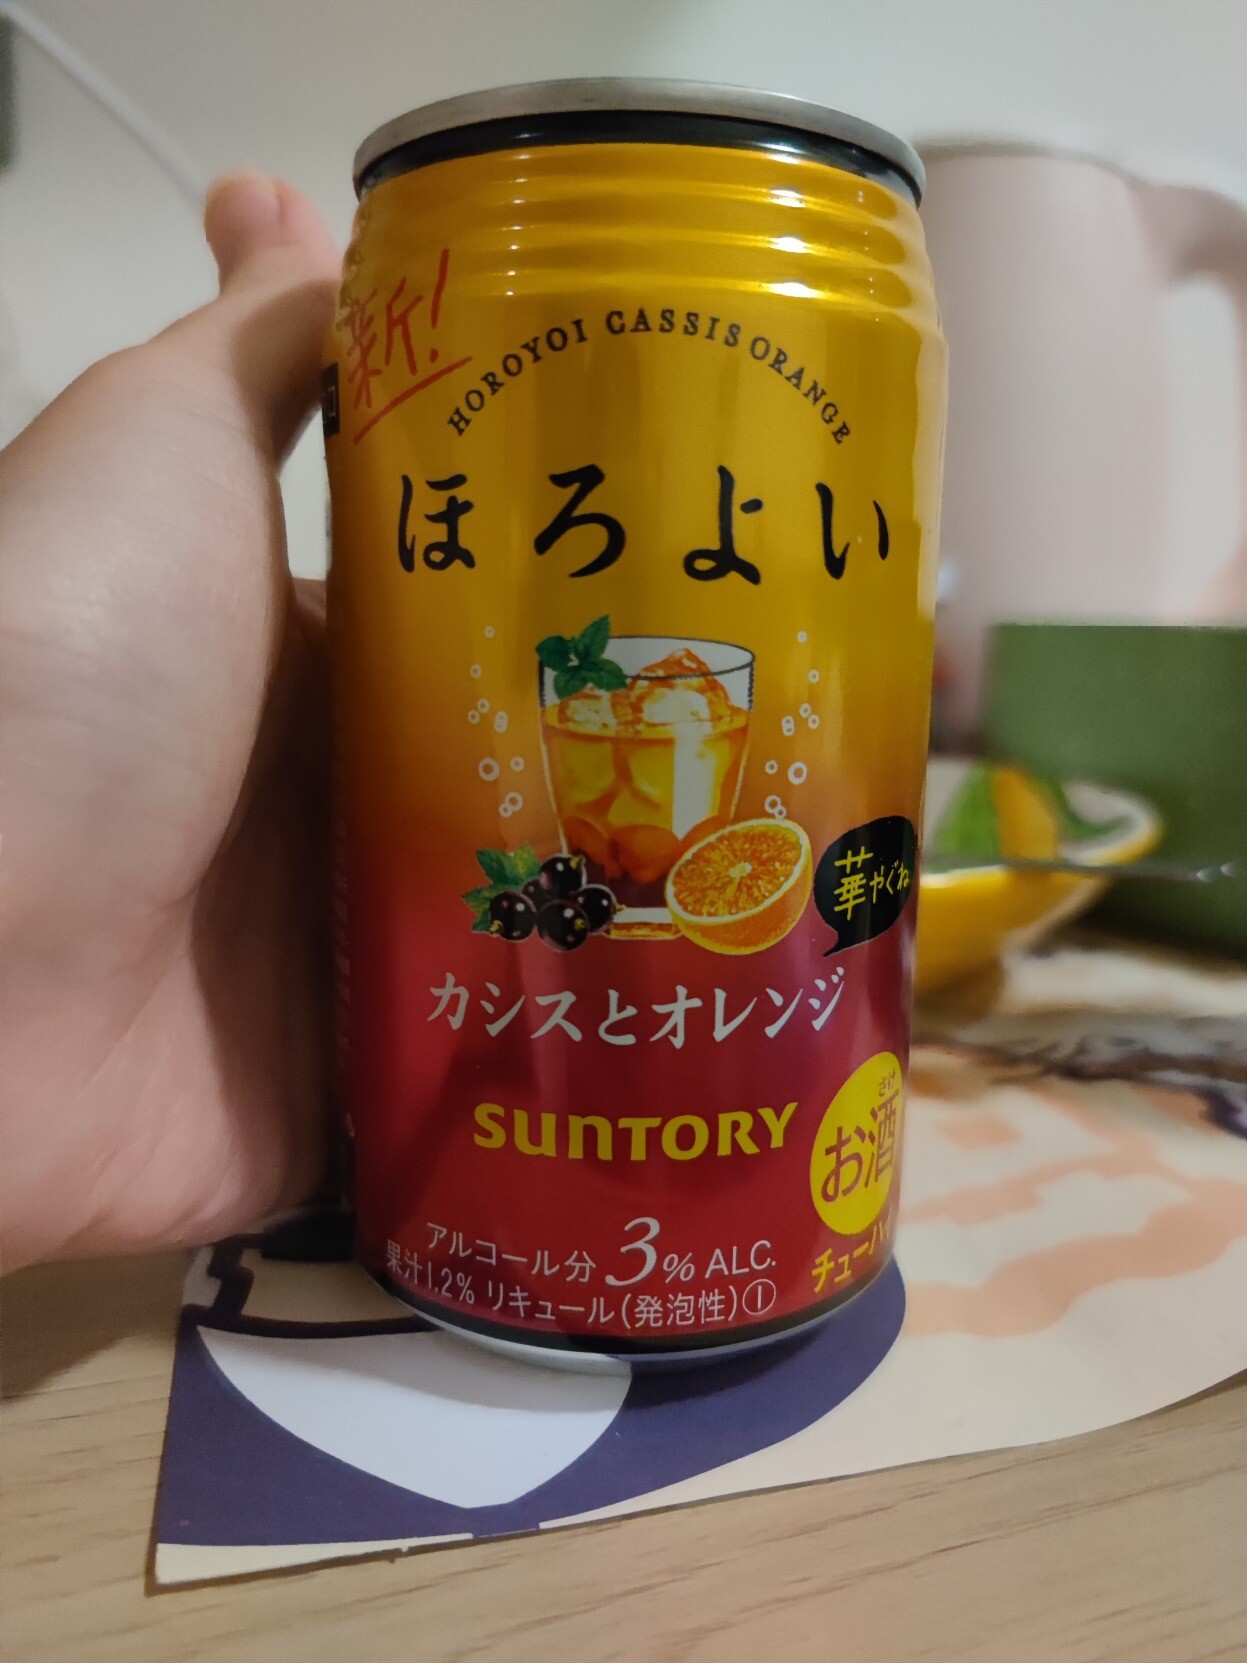 新!
HOROYOI CASSIS ORANGE
ほろよい
華やぐね
カシスとオレンジ
SUNTORY
さけ
お酒
チューハイ
アルコール分 3% ALC.
果汁1.2% リキュール(発泡性)①